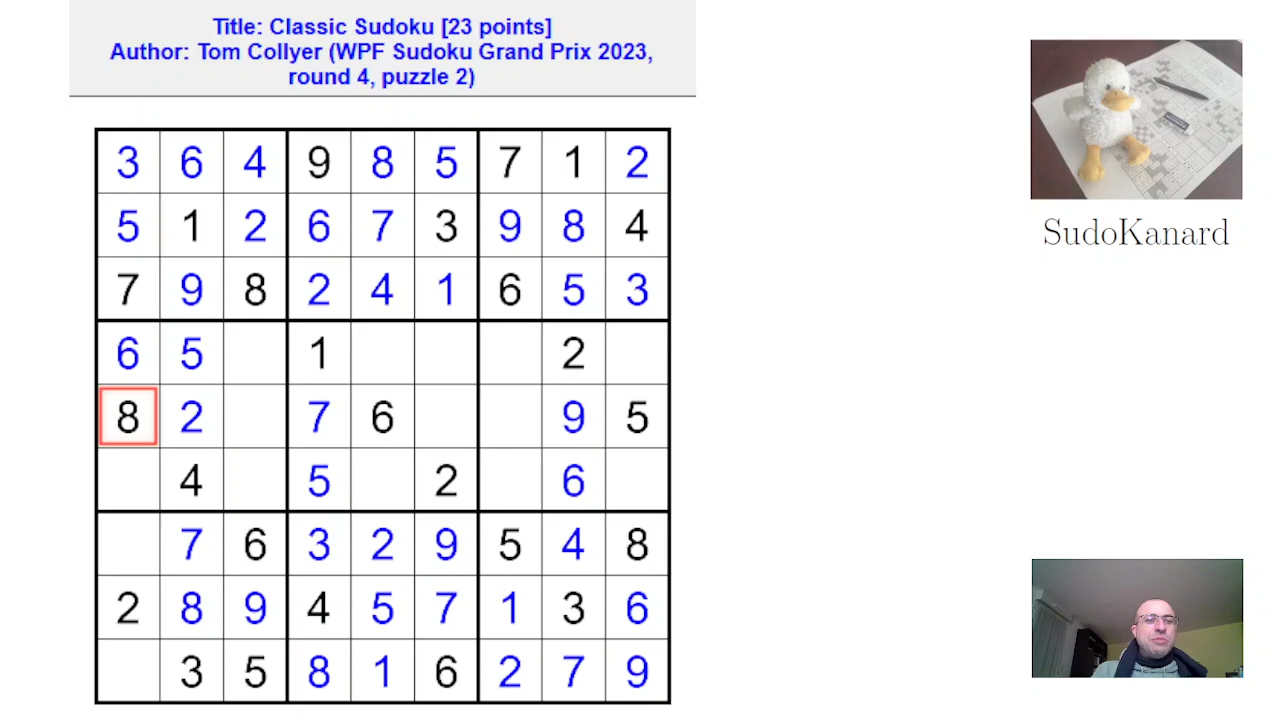 Title: Classic Sudoku [23 points]
Author: Tom Collyer (WPF Sudoku Grand Prix 2023,
round 4, puzzle 2)
3 6 4 9 8 5 7 1 2
5 1 2 6 7 3 9 8 4
7 9 8 2 4 1 6 5 3
6 5 1 2
8 2 7 6 9 5
4 5 2 6
7 6 3 2 9 5 4 8
2 8 9 4 5 7 1 3 6
3 5 8 1 6 2 7 9
SudoKanard